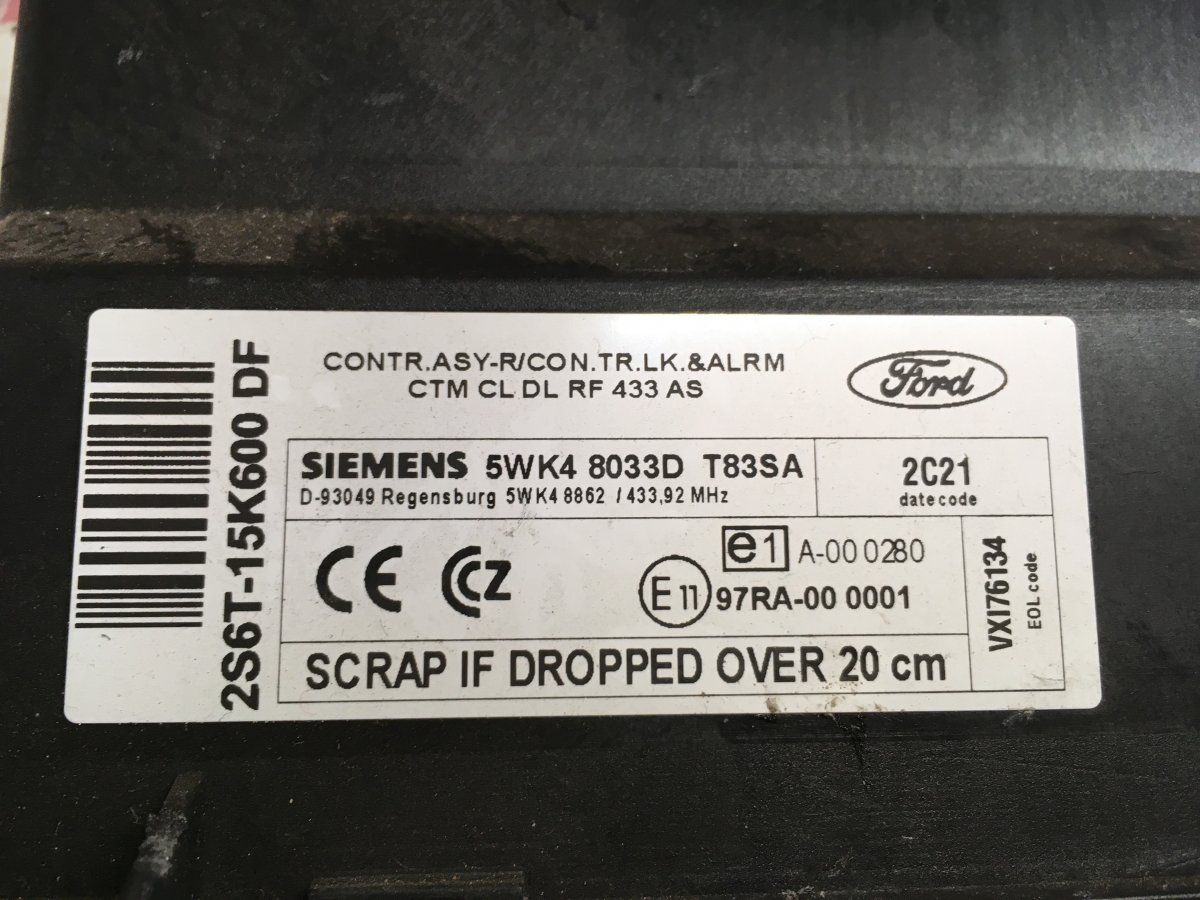 CONTR.ASY-R/CON.TR.LK.&ALRM
CTM CL DL RF 433 AS
Ford
2S6T-15K600 DF
SIEMENS 5WK4 8033D T83SA
D-93049 Regensburg 5WK4 8862 / 433,92 MHz
2C21
datecode
CE CCZ
e1 A-00 0280
E11 97RA-00 0001
VXI76134
EOL code
SCRAP IF DROPPED OVER 20 cm